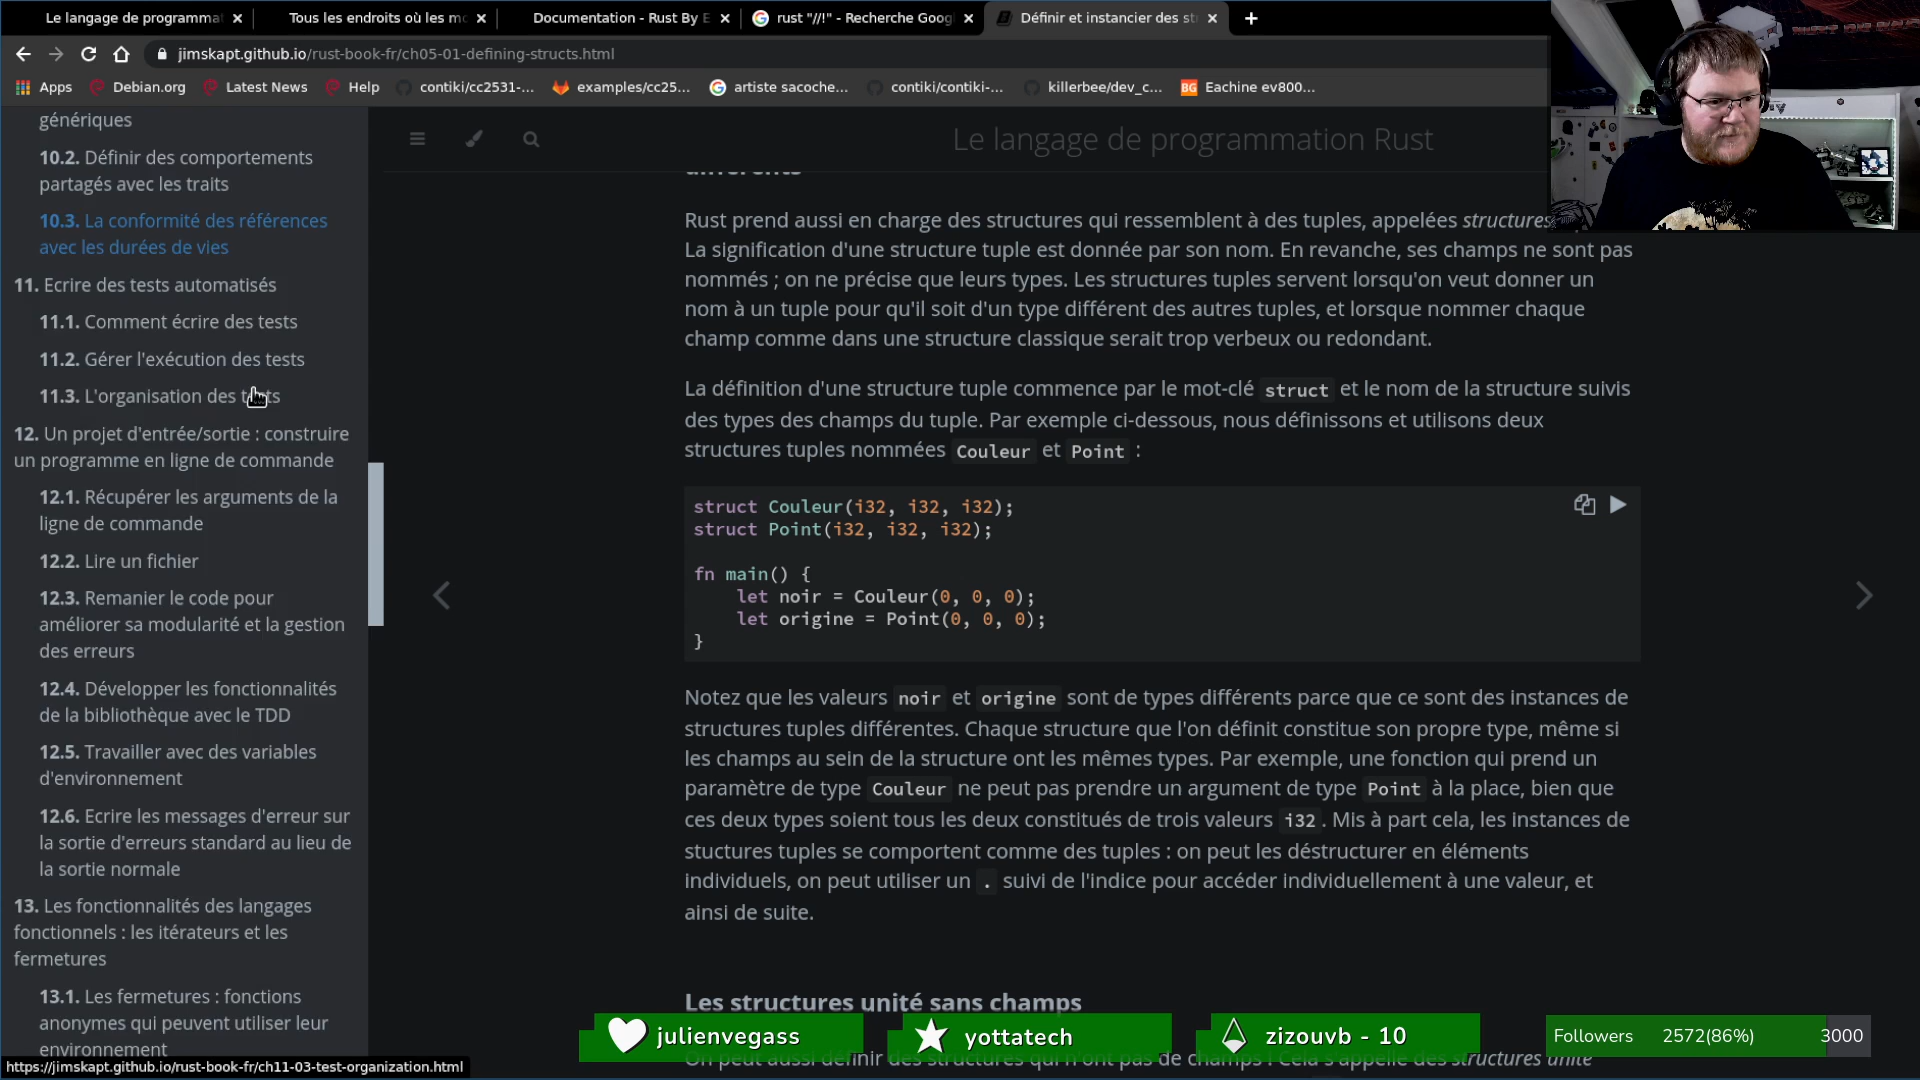 Le langage de programmat
Tous les endroits où les mo
Documentation - Rust By E
rust "//!" - Recherche Goog
Définir et instancier des st
jimskapt.github.io/rust-book-fr/ch05-01-defining-structs.html
Apps
Debian.org
Latest News
Help
contiki/cc2531-...
examples/cc25...
artiste sacoche...
contiki/contiki-...
killerbee/dev_c...
BG Eachine ev800...
génériques
10.2. Définir des comportements
partagés avec les traits
10.3. La conformité des références
avec les durées de vies
11. Ecrire des tests automatisés
11.1. Comment écrire des tests
11.2. Gérer l'exécution des tests
11.3. L'organisation des tests
12. Un projet d'entrée/sortie : construire
un programme en ligne de commande
12.1. Récupérer les arguments de la
ligne de commande
12.2. Lire un fichier
12.3. Remanier le code pour
améliorer sa modularité et la gestion
des erreurs
12.4. Développer les fonctionnalités
de la bibliothèque avec le TDD
12.5. Travailler avec des variables
d'environnement
12.6. Ecrire les messages d'erreur sur
la sortie d'erreurs standard au lieu de
la sortie normale
13. Les fonctionnalités des langages
fonctionnels : les itérateurs et les
fermetures
13.1. Les fermetures : fonctions
anonymes qui peuvent utiliser leur
environnement
https://jimskapt.github.io/rust-book-fr/ch11-03-test-organization.html
Le langage de programmation Rust
différents
Rust prend aussi en charge des structures qui ressemblent à des tuples, appelées structures
La signification d'une structure tuple est donnée par son nom. En revanche, ses champs ne sont pas
nommés ; on ne précise que leurs types. Les structures tuples servent lorsqu'on veut donner un
nom à un tuple pour qu'il soit d'un type différent des autres tuples, et lorsque nommer chaque
champ comme dans une structure classique serait trop verbeux ou redondant.
La définition d'une structure tuple commence par le mot-clé struct et le nom de la structure suivis
des types des champs du tuple. Par exemple ci-dessous, nous définissons et utilisons deux
structures tuples nommées Couleur et Point :
struct Couleur(i32, i32, i32);
struct Point(i32, i32, i32);
fn main() {
let noir = Couleur(0, 0, 0);
let origine = Point(0, 0, 0);
}
Notez que les valeurs noir et origine sont de types différents parce que ce sont des instances de
structures tuples différentes. Chaque structure que l'on définit constitue son propre type, même si
les champs au sein de la structure ont les mêmes types. Par exemple, une fonction qui prend un
paramètre de type Couleur ne peut pas prendre un argument de type Point à la place, bien que
ces deux types soient tous les deux constitués de trois valeurs i32. Mis à part cela, les instances de
stuctures tuples se comportent comme des tuples : on peut les déstructurer en éléments
individuels, on peut utiliser un . suivi de l'indice pour accéder individuellement à une valeur, et
ainsi de suite.
Les structures unité sans champs
On peut aussi définir des structures qui n'ont pas de champs ! Cela s'appelle des structures unité
julienvegass
yottatech
zizouvb - 10
Followers 2572(86%) 3000